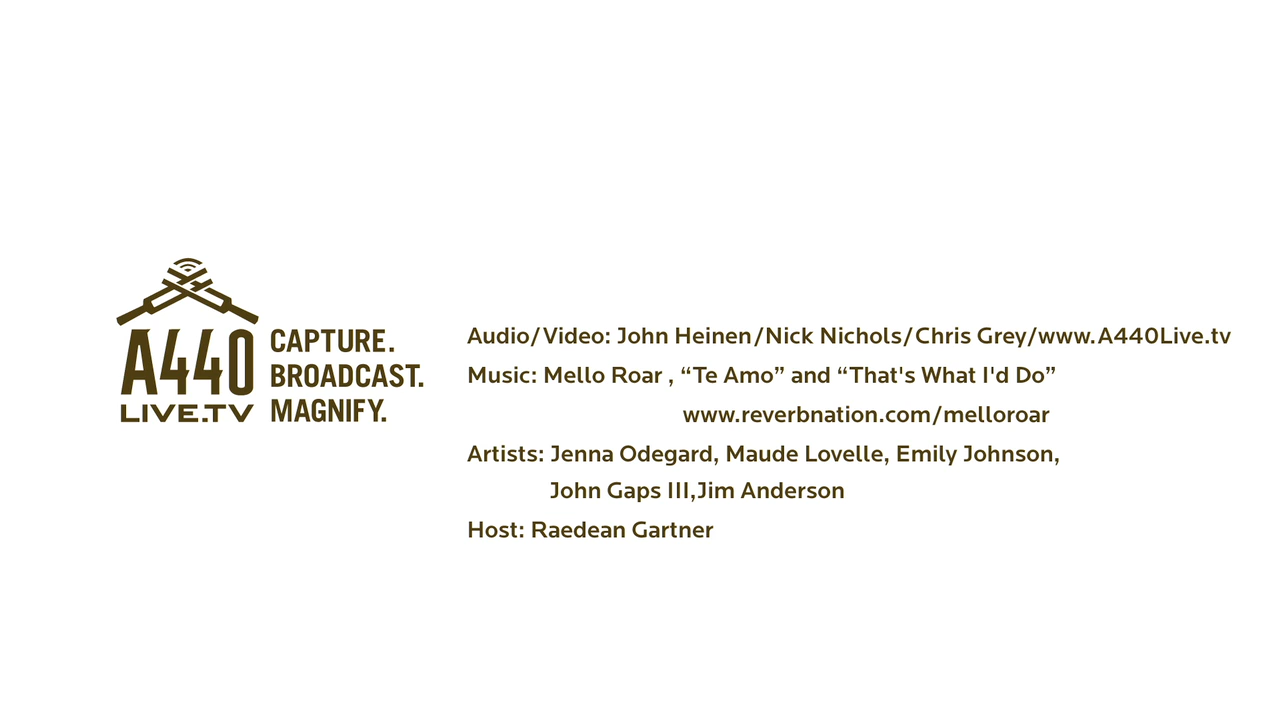 A440
LIVE.TV
CAPTURE.
BROADCAST.
MAGNIFY.
Audio/Video: John Heinen/Nick Nichols/Chris Grey/www.A440Live.tv
Music: Mello Roar , “Te Amo” and “That's What I'd Do”
www.reverbnation.com/melloroar
Artists: Jenna Odegard, Maude Lovelle, Emily Johnson,
John Gaps III,Jim Anderson
Host: Raedean Gartner